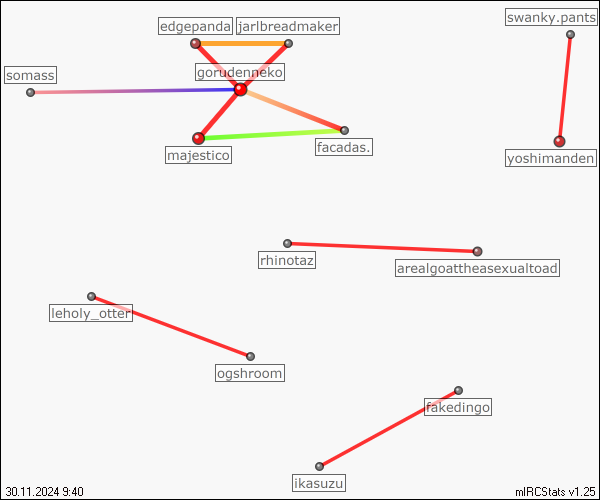 swanky.pants
edgepanda
jarlbreadmaker
gorudenneko
somass
facadas.
majestico
yoshimanden
rhinotaz
arealgoattheasexualtoad
leholy_otter
ogshroom
fakedingo
ikasuzu
30.11.2024 9:40
mIRCStats v1.25